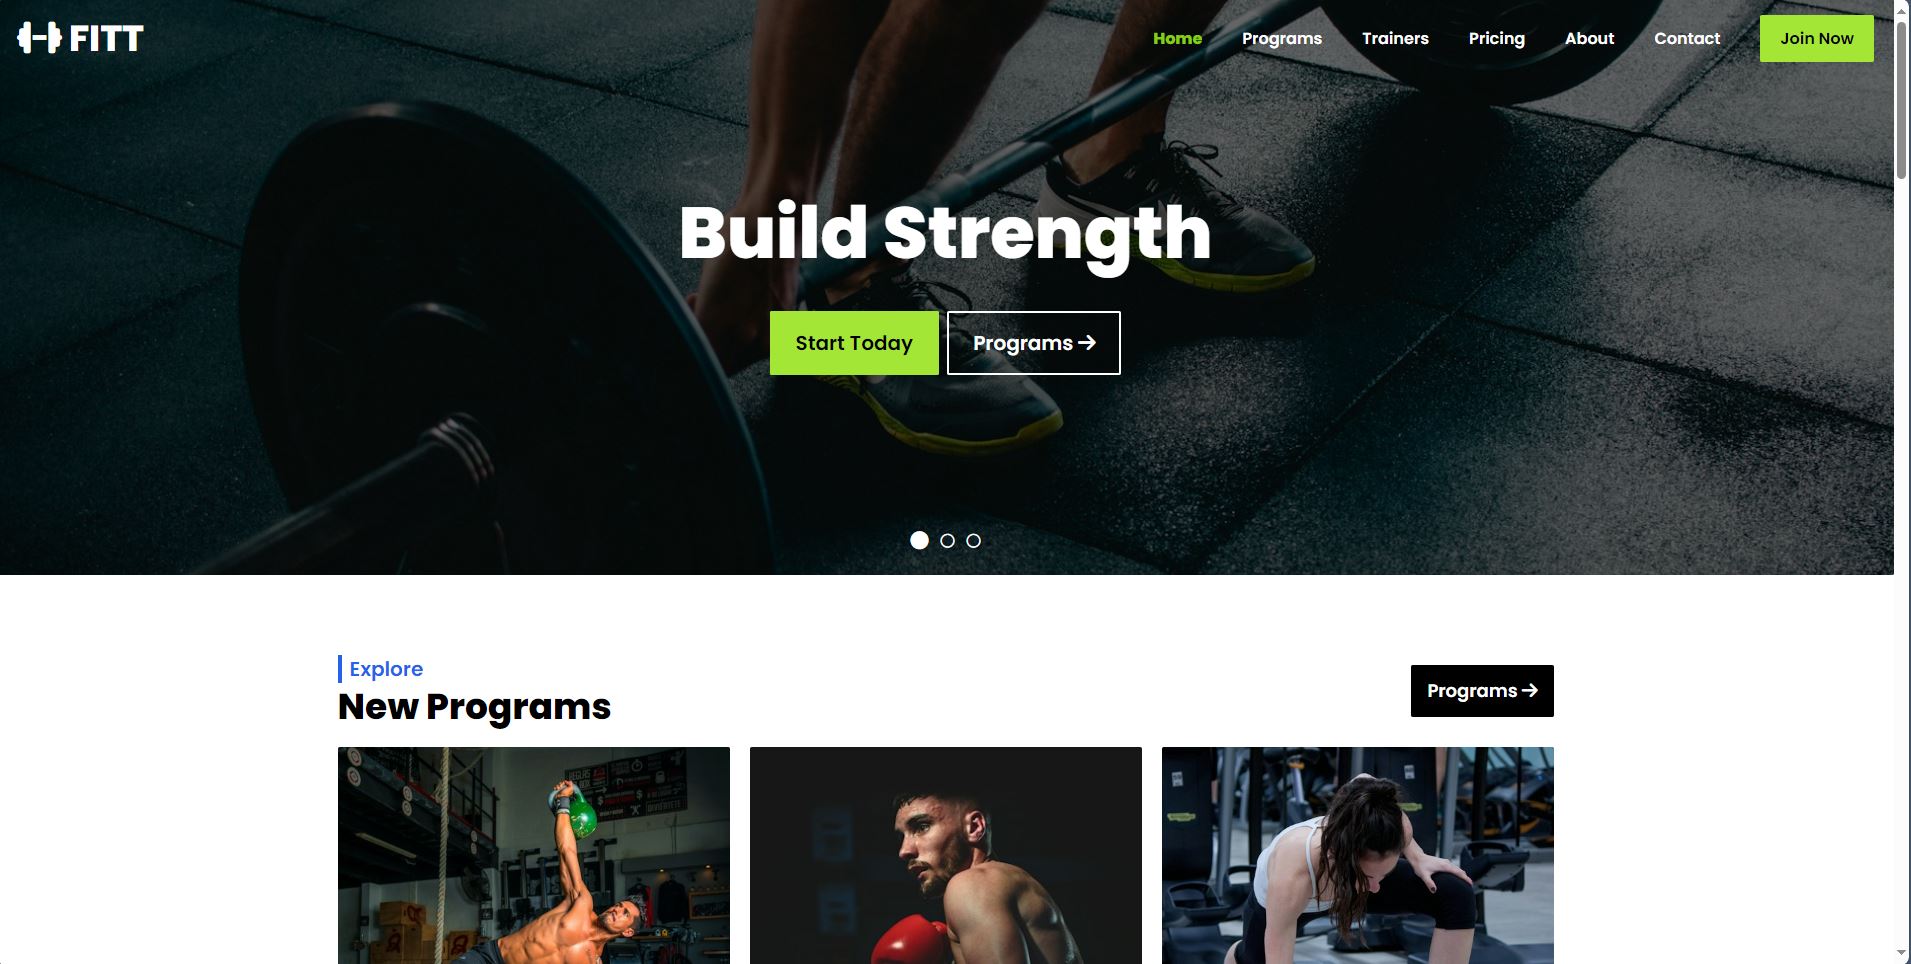 FITT
Home Programs Trainers Pricing About Contact Join Now
Build Strength
Start Today Programs →
Explore
New Programs
Programs →